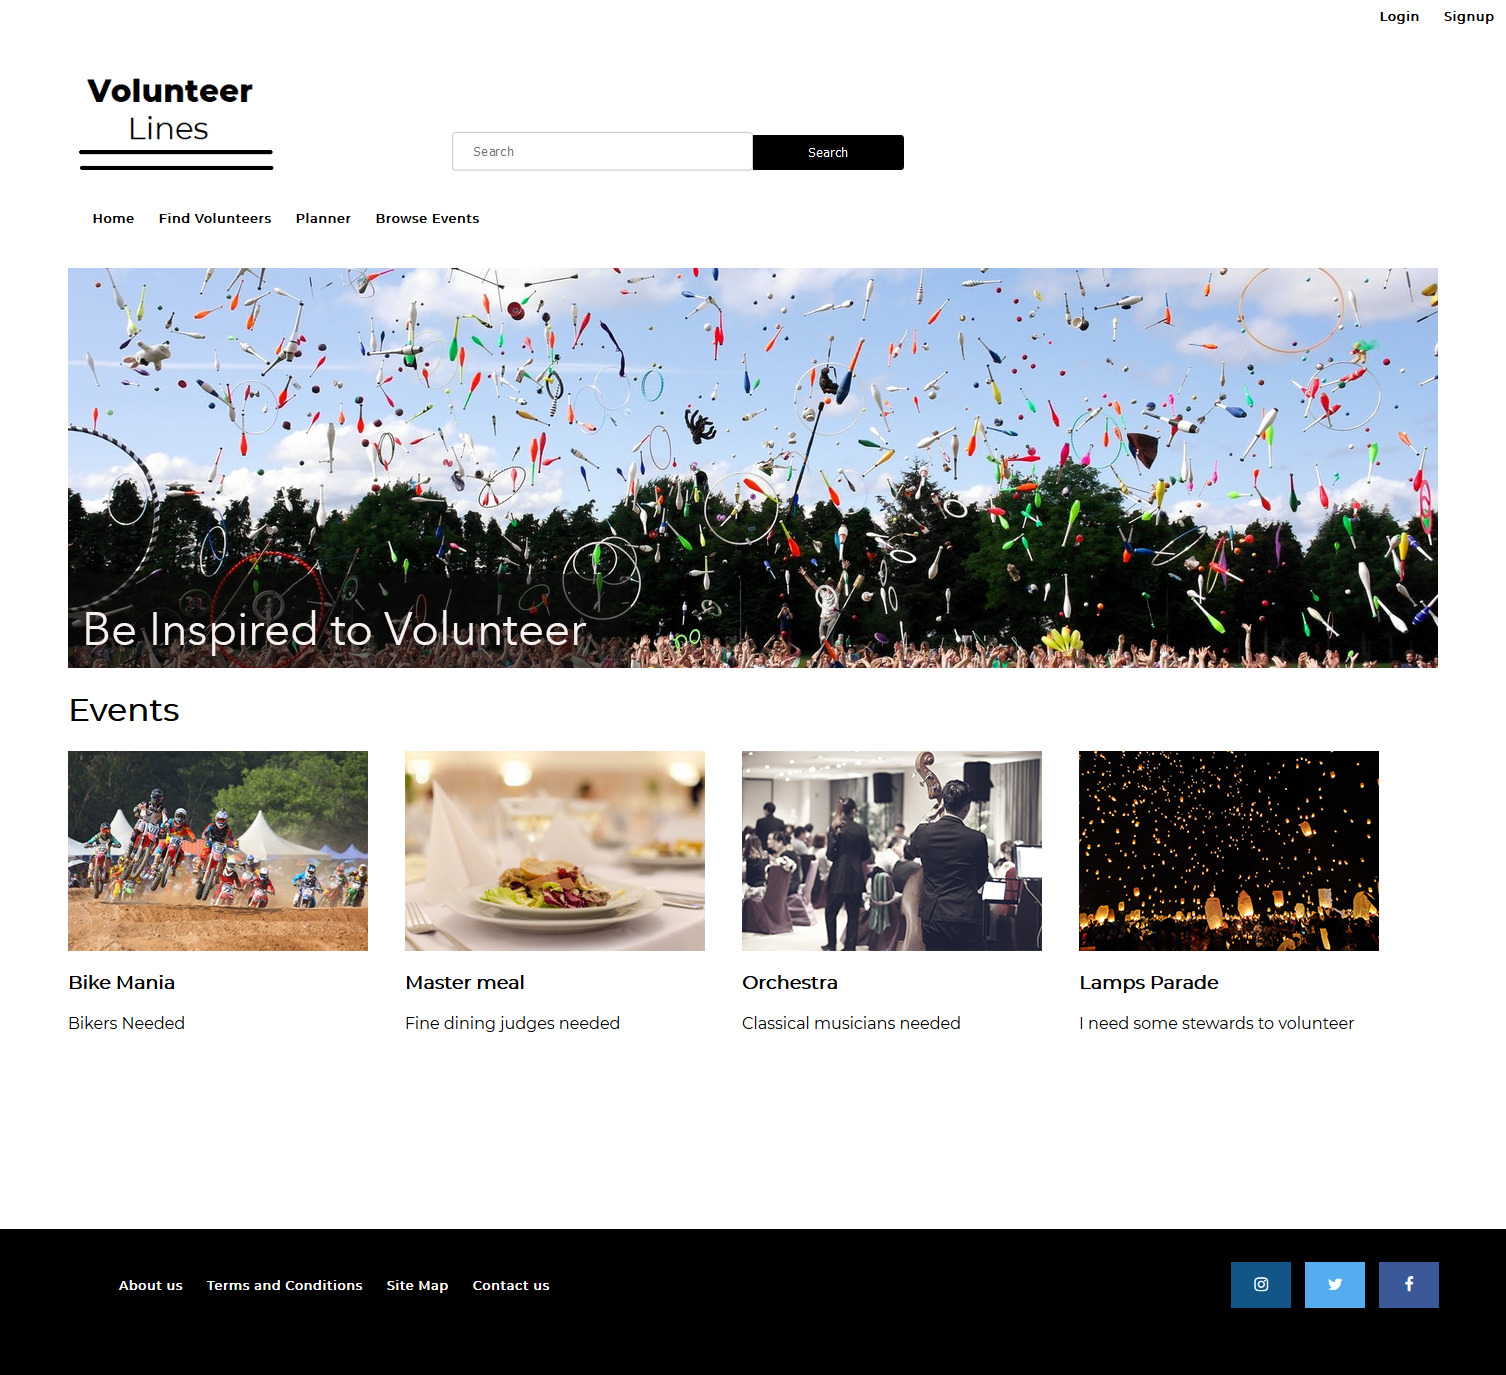 Login Signup
Volunteer
Lines
Search Search
Home Find Volunteers Planner Browse Events
Be Inspired to Volunteer
Events
Bike Mania
Bikers Needed
Master meal
Fine dining judges needed
Orchestra
Classical musicians needed
Lamps Parade
I need some stewards to volunteer
About us Terms and Conditions Site Map Contact us